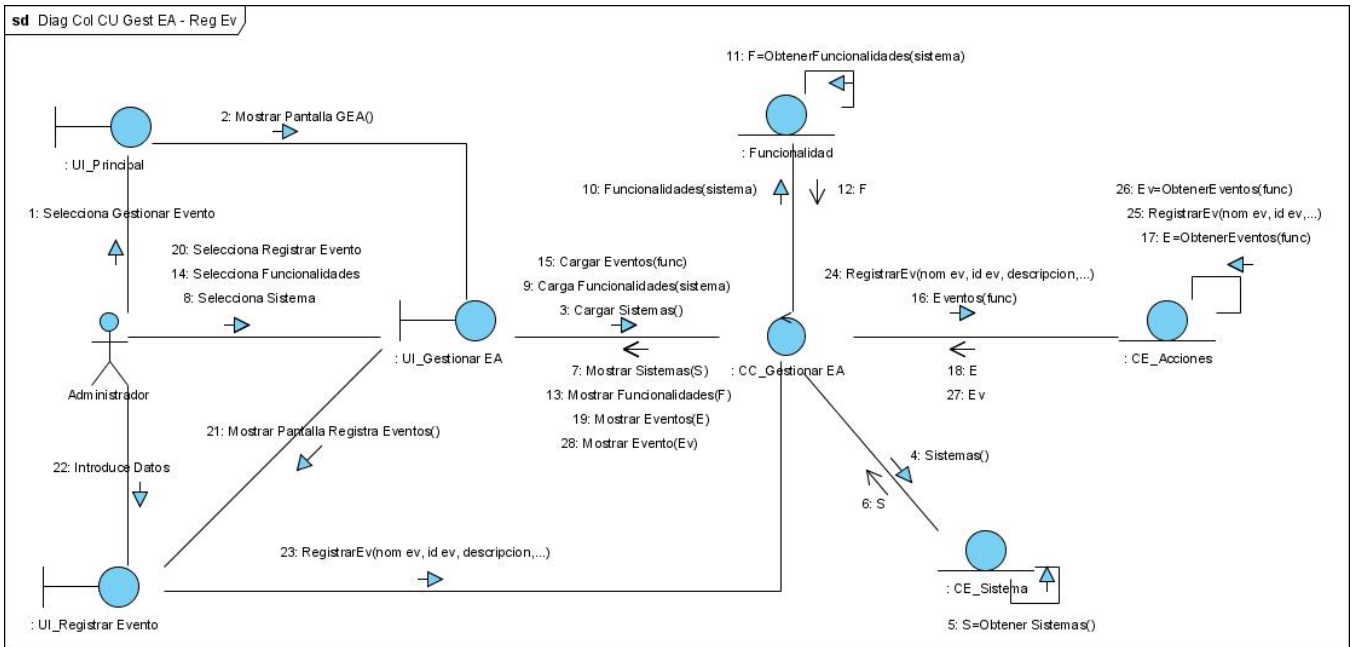 sd Diag Col CU Gest EA - Reg Ev
11: F=ObtenerFuncionalidades(sistema)
2: Mostrar Pantalla GEA()
: UI_Principal
: Funcionalidad
10: Funcionalidades(sistema)
12: F
26: Ev=ObtenerEventos(func)
25: RegistrarEv(nom ev, id ev,...)
17: E=ObtenerEventos(func)
1: Selecciona Gestionar Evento
20: Selecciona Registrar Evento
14: Selecciona Funcionalidades
8: Selecciona Sistema
15: Cargar Eventos(func)
9: Carga Funcionalidades(sistema)
3: Cargar Sistemas()
24: RegistrarEv(nom ev, id ev, descripcion,...)
16: Eventos(func)
: UI_Gestionar EA
: CC_Gestionar EA
: CE_Acciones
7: Mostrar Sistemas(S)
13: Mostrar Funcionalidades(F)
19: Mostrar Eventos(E)
28: Mostrar Evento(Ev)
18: E
27: Ev
Administrador
21: Mostrar Pantalla Registra Eventos()
22: Introduce Datos
4: Sistemas()
6: S
23: RegistrarEv(nom ev, id ev, descripcion,...)
: CE_Sistema
: UI_Registrar Evento
5: S=Obtener Sistemas()